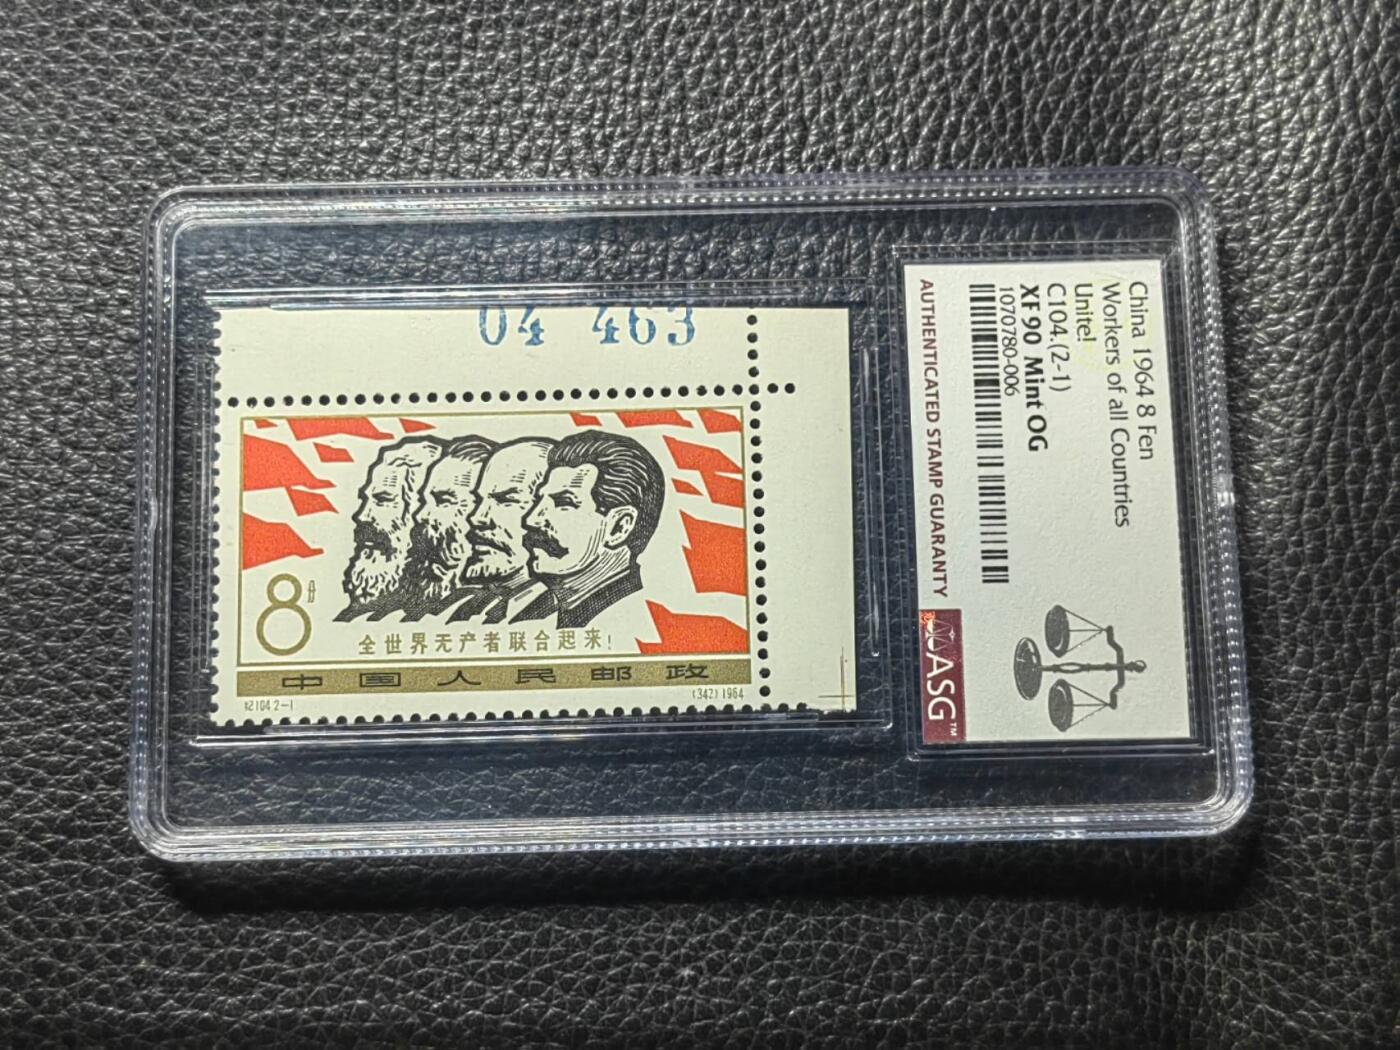 04 463
8分
全世界无产者联合起来!
中国人民邮政
纪104.2-1
(342) 1964
China 1964 8 Fen
Workers of all Countries
Unite!
C104.(2-1)
XF 90 Mint OG
1070780-006
AUTHENTICATED STAMP GUARANTY
ASG™